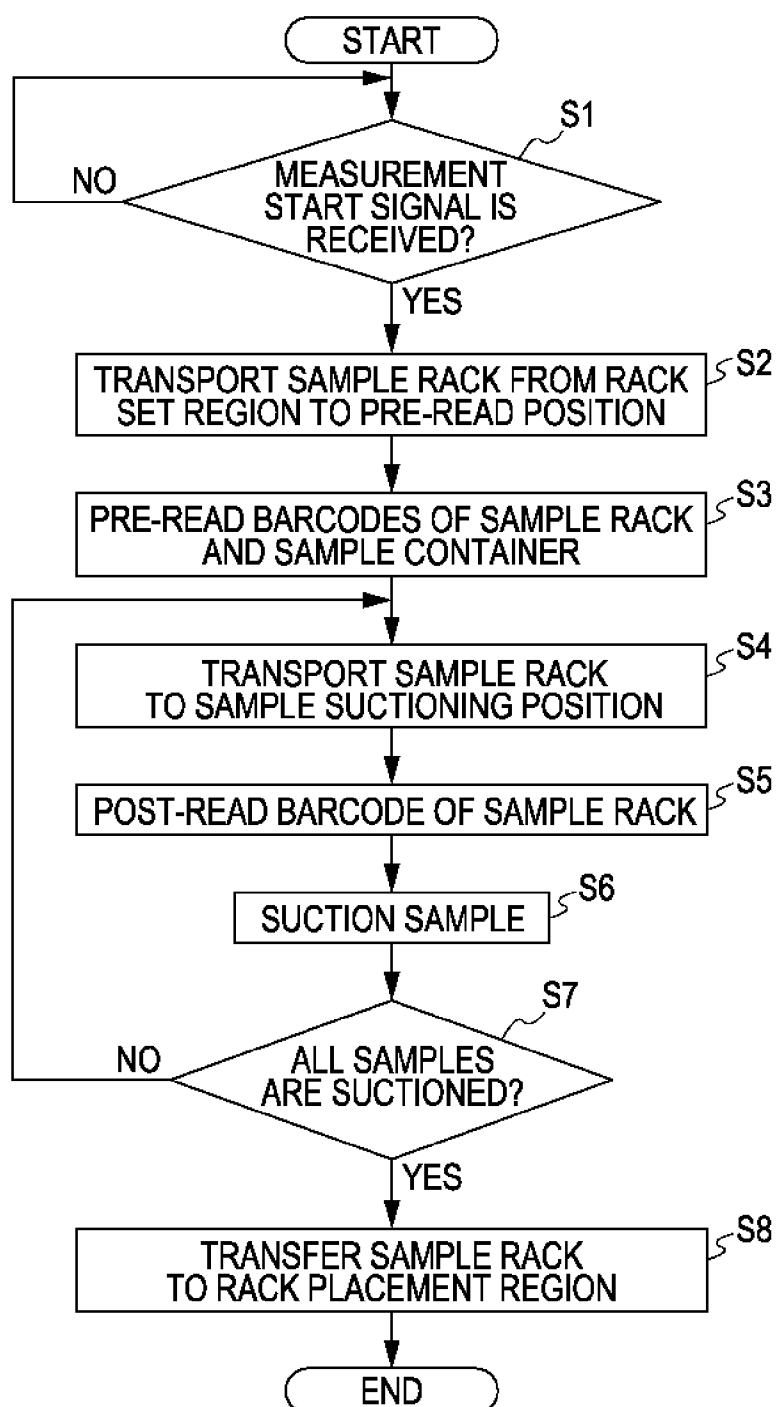 START
S1
MEASUREMENT
START SIGNAL IS
RECEIVED?
NO
YES
S2
TRANSPORT SAMPLE RACK FROM RACK
SET REGION TO PRE-READ POSITION
S3
PRE-READ BARCODES OF SAMPLE RACK
AND SAMPLE CONTAINER
S4
TRANSPORT SAMPLE RACK
TO SAMPLE SUCTIONING POSITION
S5
POST-READ BARCODE OF SAMPLE RACK
S6
SUCTION SAMPLE
S7
ALL SAMPLES
ARE SUCTIONED?
NO
YES
S8
TRANSFER SAMPLE RACK
TO RACK PLACEMENT REGION
END